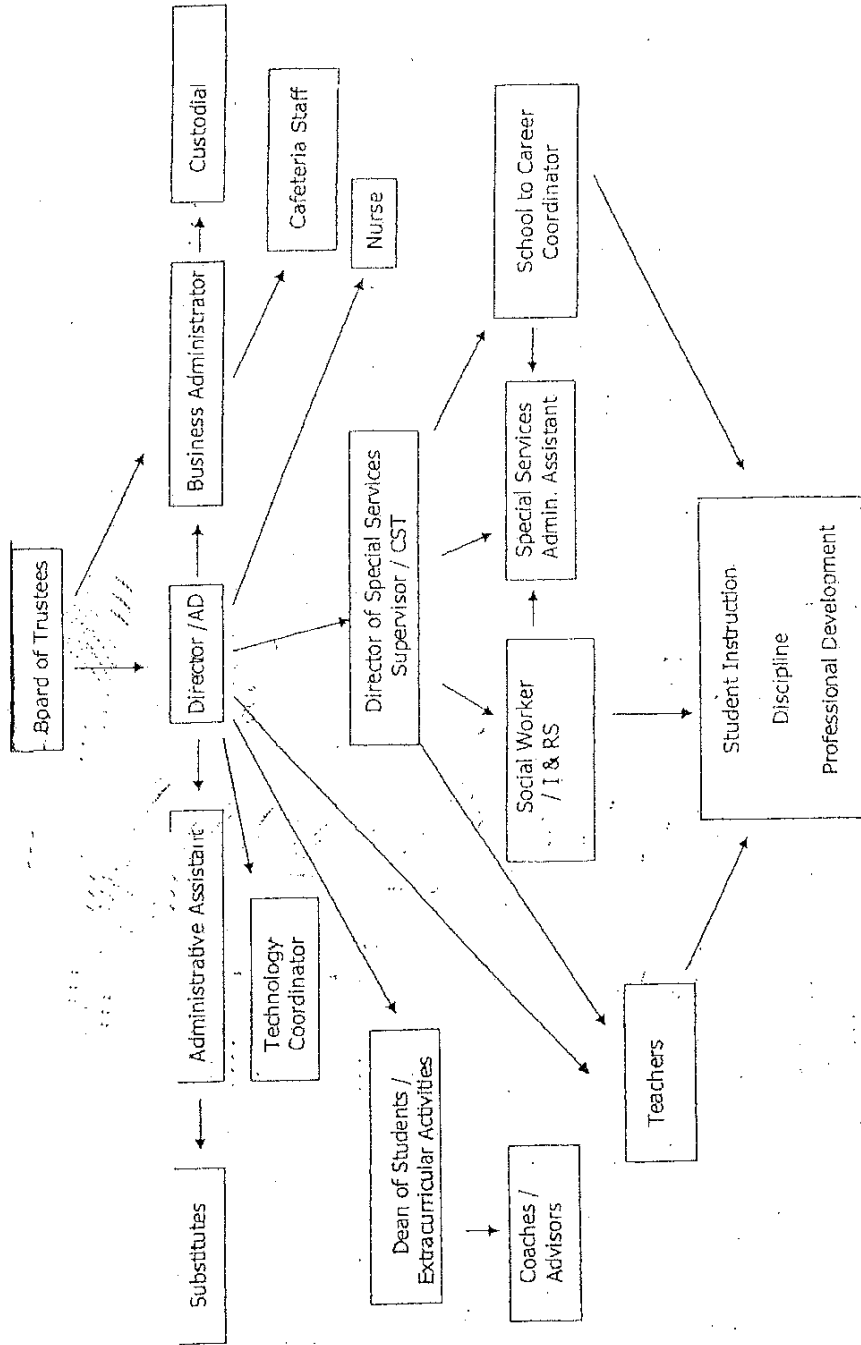 Board of Trustees
Substitutes
Administrative Assistant
Director / AD
Business Administrator
Custodial
Technology
Coordinator
Cafeteria Staff
Nurse
Dean of Students /
Extracurricular Activities
Director of Special Services
Supervisor / CST
Coaches /
Advisors
Social Worker
/ I & RS
Special Services
Admin. Assistant
School to Career
Coordinator
Teachers
Student Instruction
Discipline
Professional Development